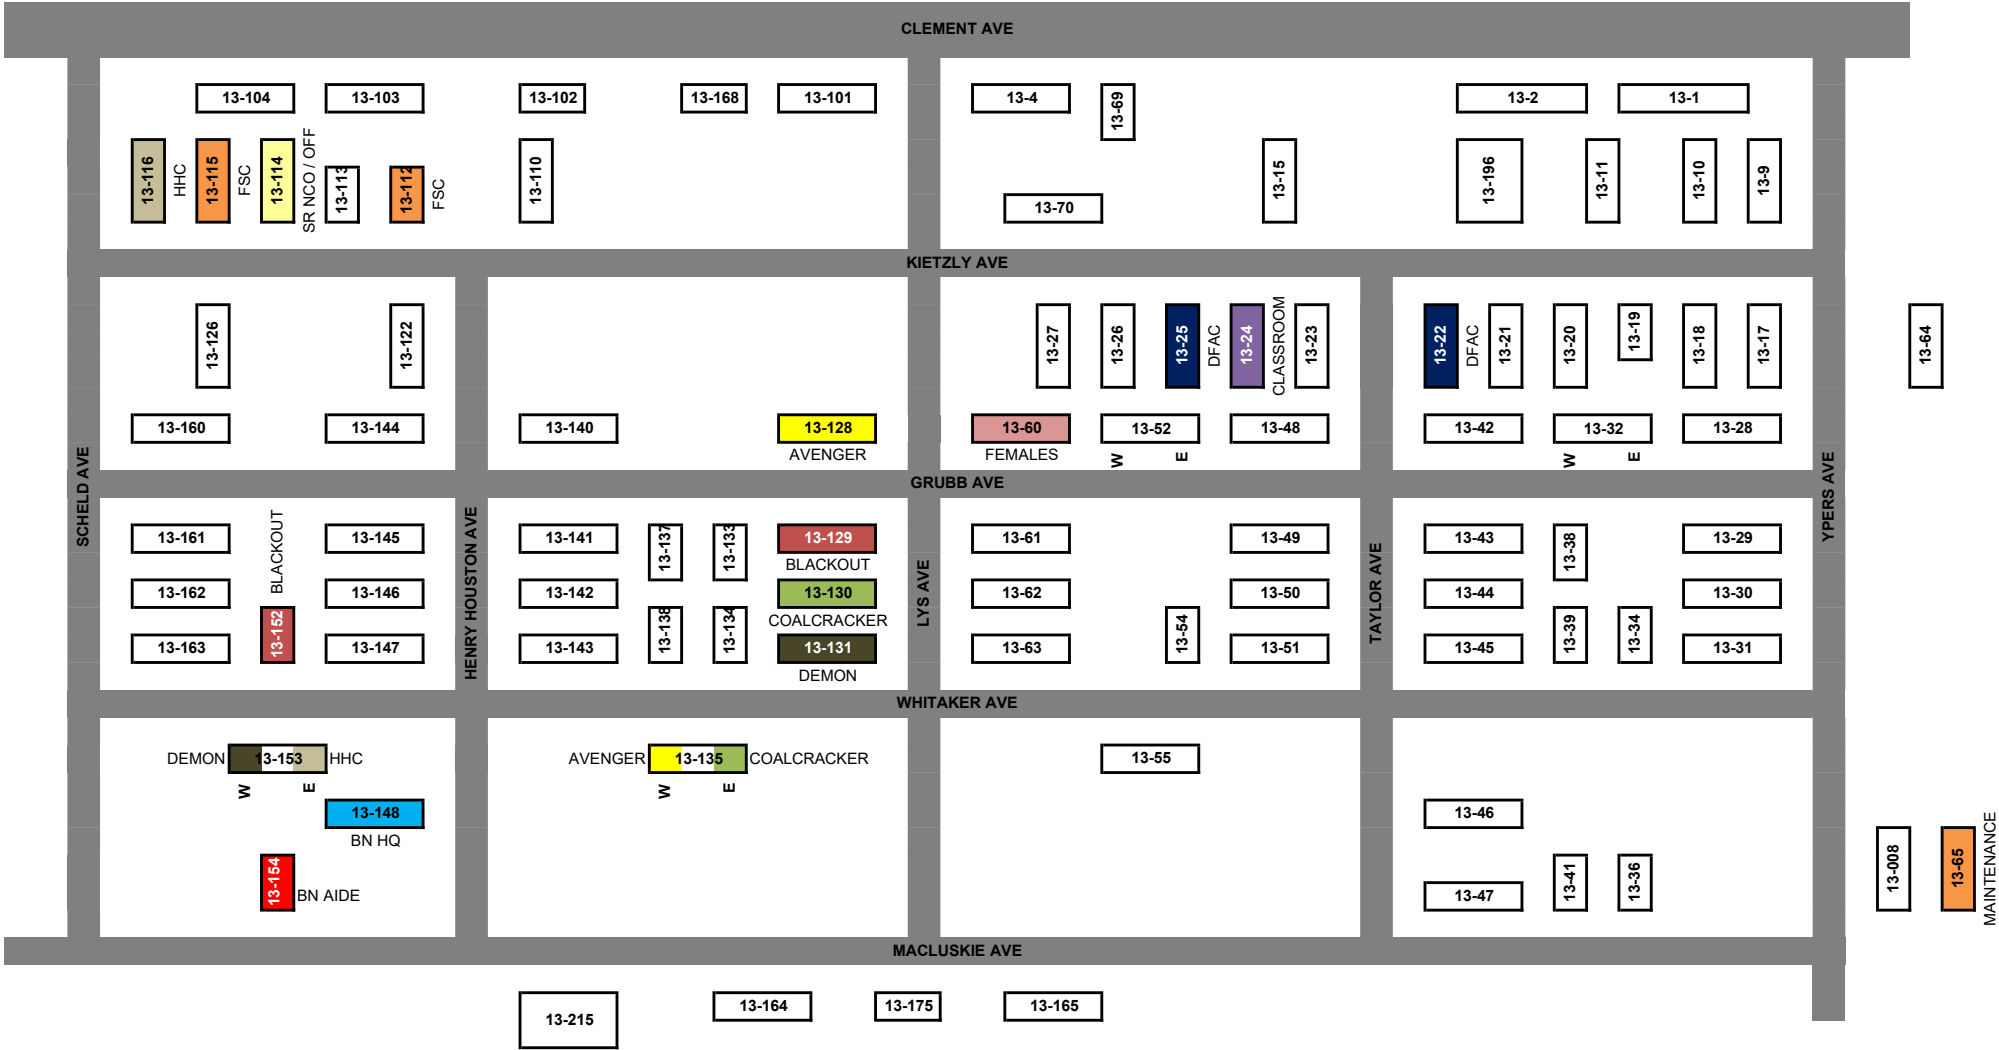 CLEMENT AVE
13-104
13-103
13-102
13-168
13-101
13-4
13-69
13-2
13-1
13-116
HHC
13-115
FSC
13-114
SR NCO / OFF
13-113
13-112
FSC
13-110
13-70
13-15
13-196
13-11
13-10
13-9
KIETZLY AVE
13-126
13-122
13-27
13-26
13-25
DFAC
13-24
CLASSROOM
13-23
13-22
DFAC
13-21
13-20
13-19
13-18
13-17
13-64
13-160
13-144
13-140
13-128
AVENGER
13-60
FEMALES
13-52
W
E
13-48
13-42
13-32
W
E
13-28
GRUBB AVE
SCHELD AVE
HENRY HOUSTON AVE
LYS AVE
TAYLOR AVE
YPERS AVE
13-161
BLACKOUT
13-145
13-141
13-137
13-133
13-129
BLACKOUT
13-61
13-49
13-43
13-38
13-29
13-162
13-146
13-142
13-130
COALCRACKER
13-62
13-50
13-44
13-30
13-163
13-152
13-147
13-143
13-138
13-134
13-131
DEMON
13-63
13-54
13-51
13-45
13-39
13-34
13-31
WHITAKER AVE
DEMON
13-153
HHC
W
E
AVENGER
13-135
COALCRACKER
W
E
13-55
13-148
BN HQ
13-46
13-154
BN AIDE
13-47
13-41
13-36
13-008
13-65
MAINTENANCE
MACLUSKIE AVE
13-215
13-164
13-175
13-165